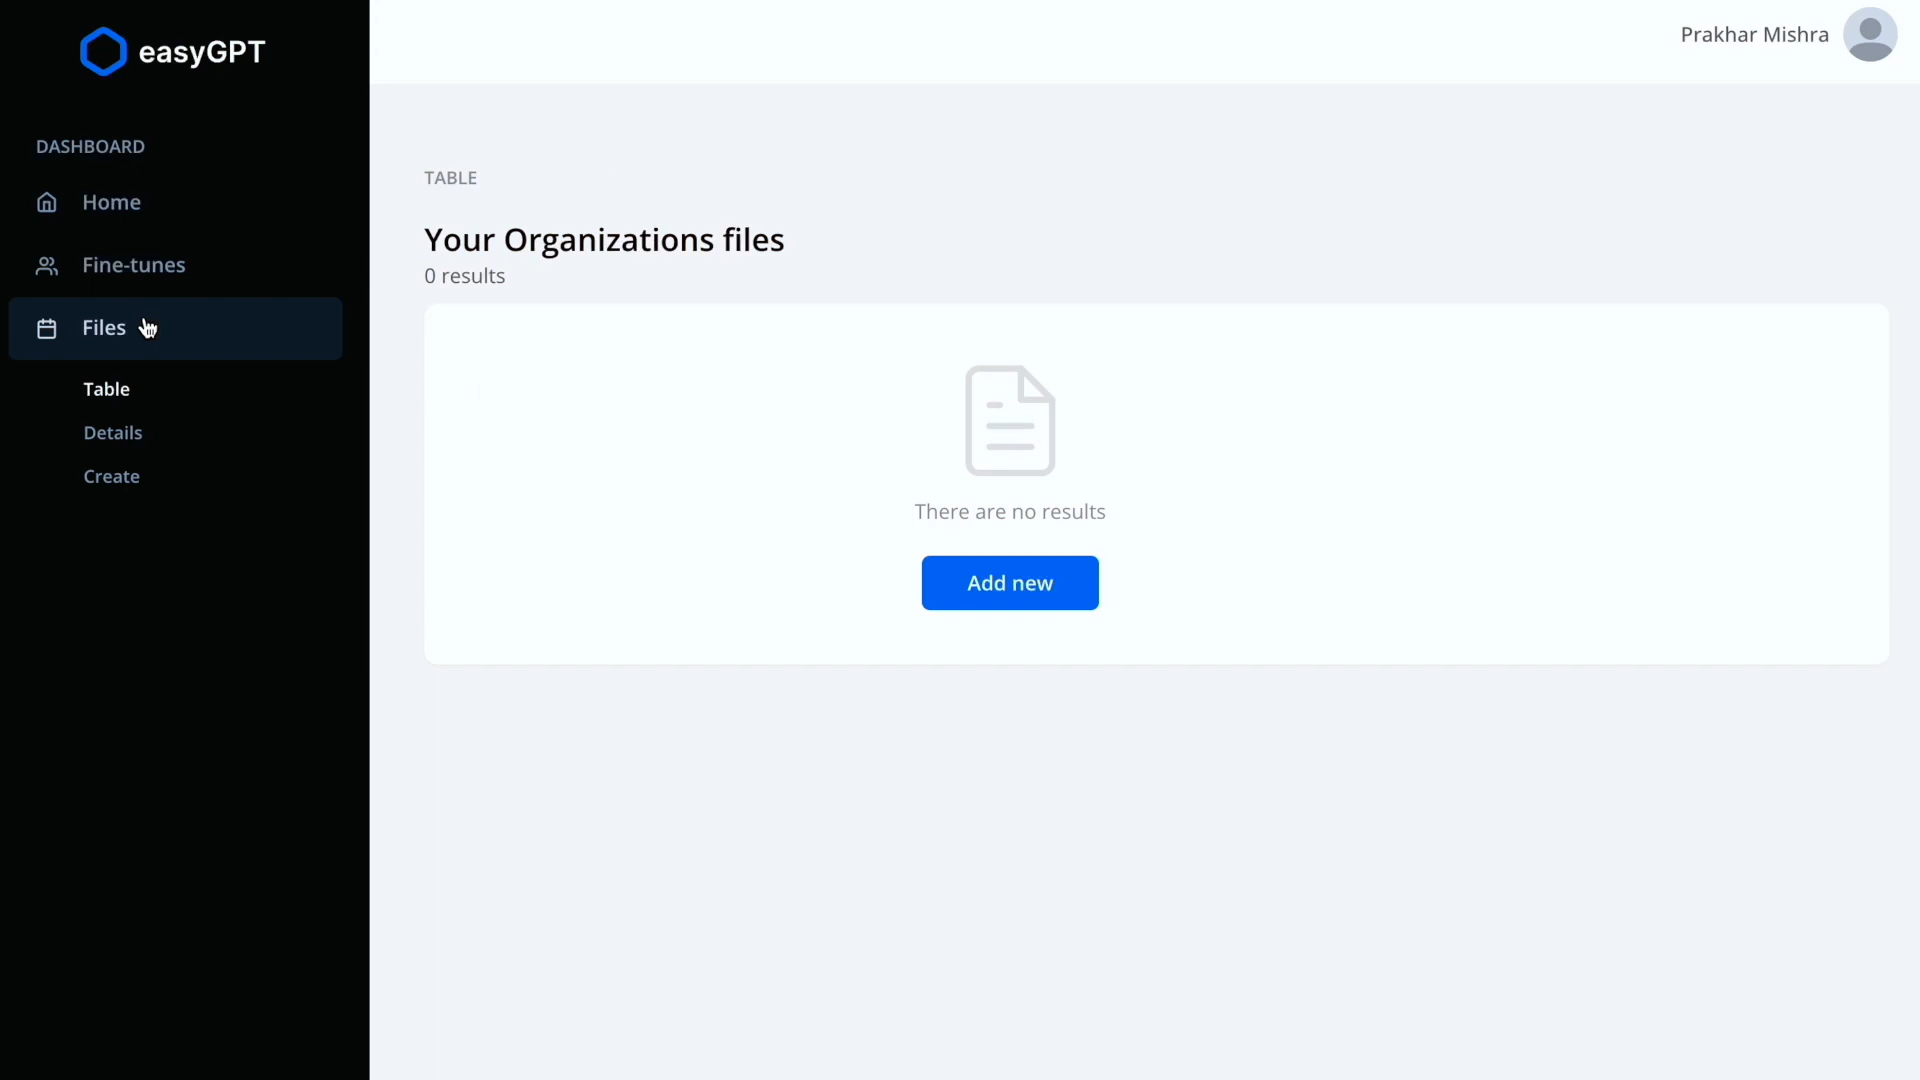 easyGPT
Prakhar Mishra
DASHBOARD
Home
Fine-tunes
Files
Table
Details
Create
TABLE
Your Organizations files
0 results
There are no results
Add new